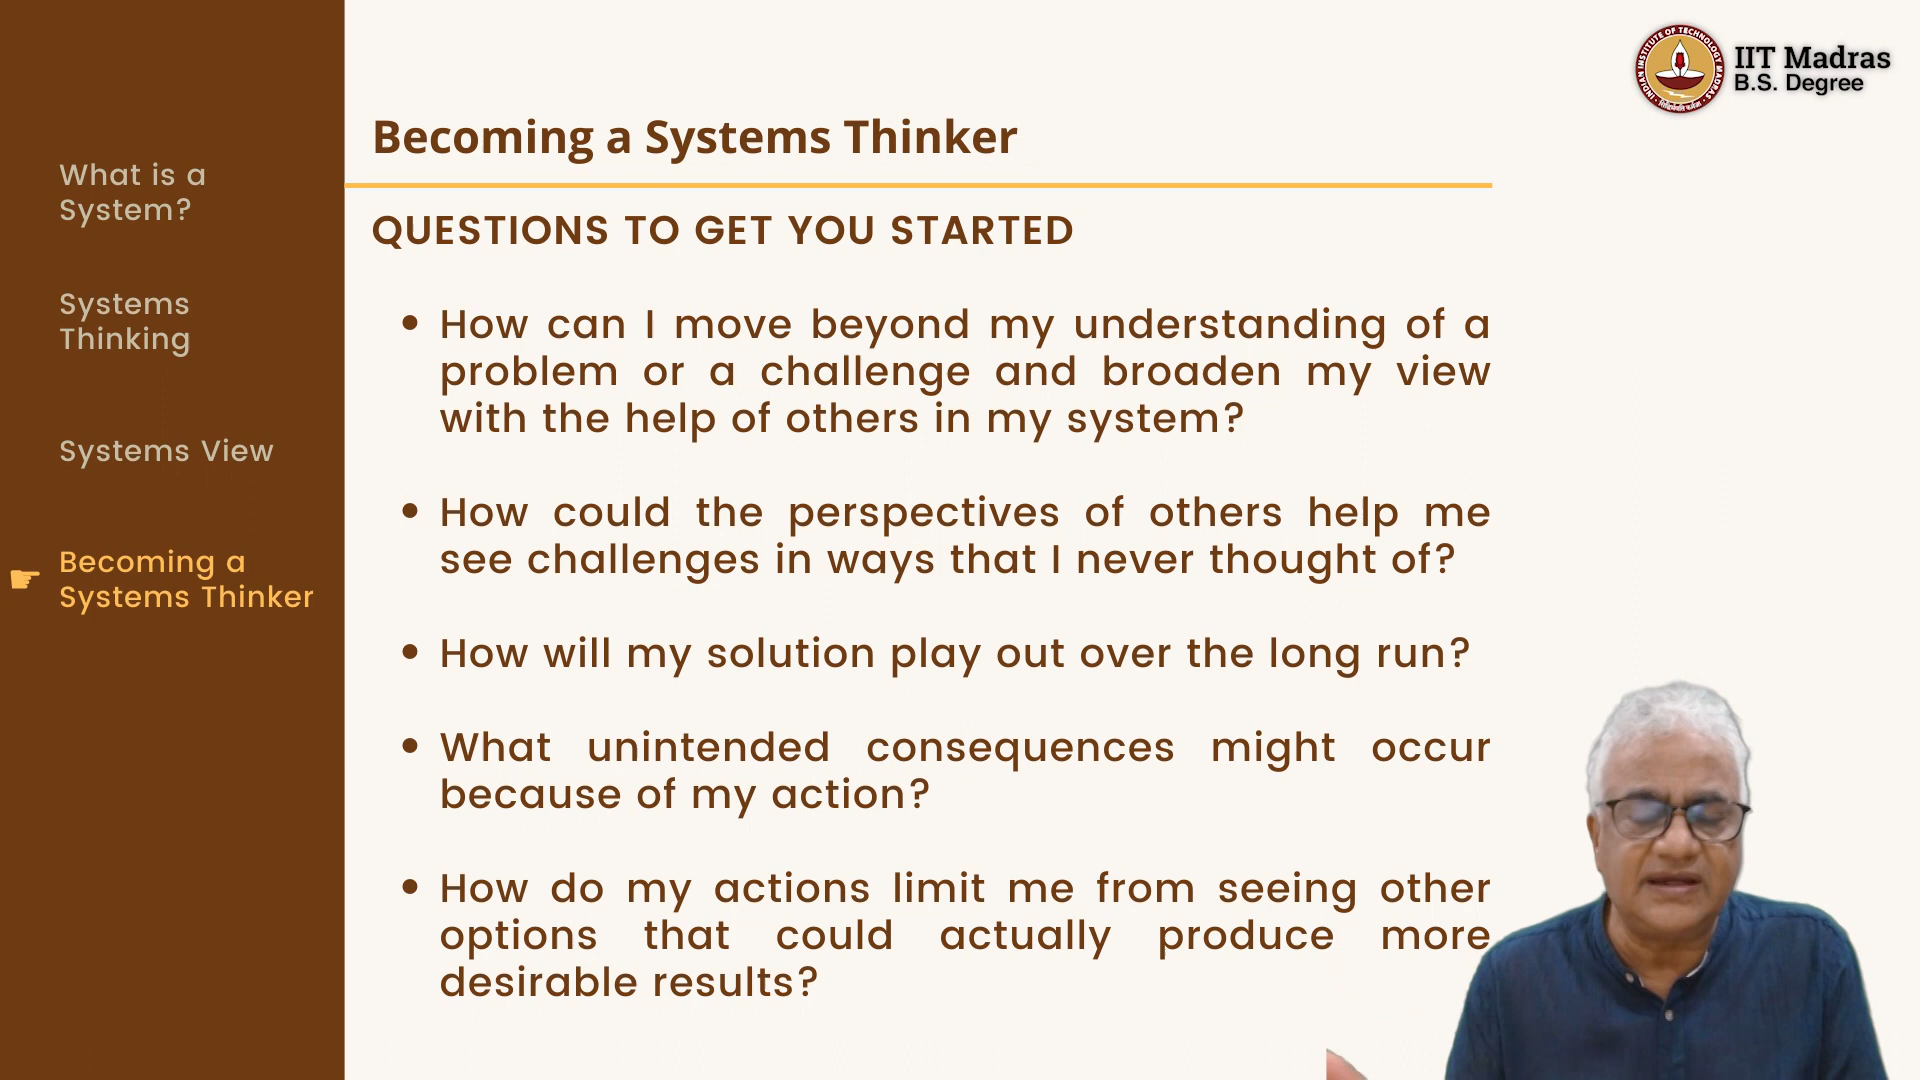 What is a
System?
Systems
Thinking
Systems View
☛ Becoming a
Systems Thinker
IIT Madras
B.S. Degree
Becoming a Systems Thinker
QUESTIONS TO GET YOU STARTED
• How can I move beyond my understanding of a
problem or a challenge and broaden my view
with the help of others in my system?
• How could the perspectives of others help me
see challenges in ways that I never thought of?
• How will my solution play out over the long run?
• What unintended consequences might occur
because of my action?
• How do my actions limit me from seeing other
options that could actually produce more
desirable results?
INDIAN INSTITUTE OF TECHNOLOGY MADRAS